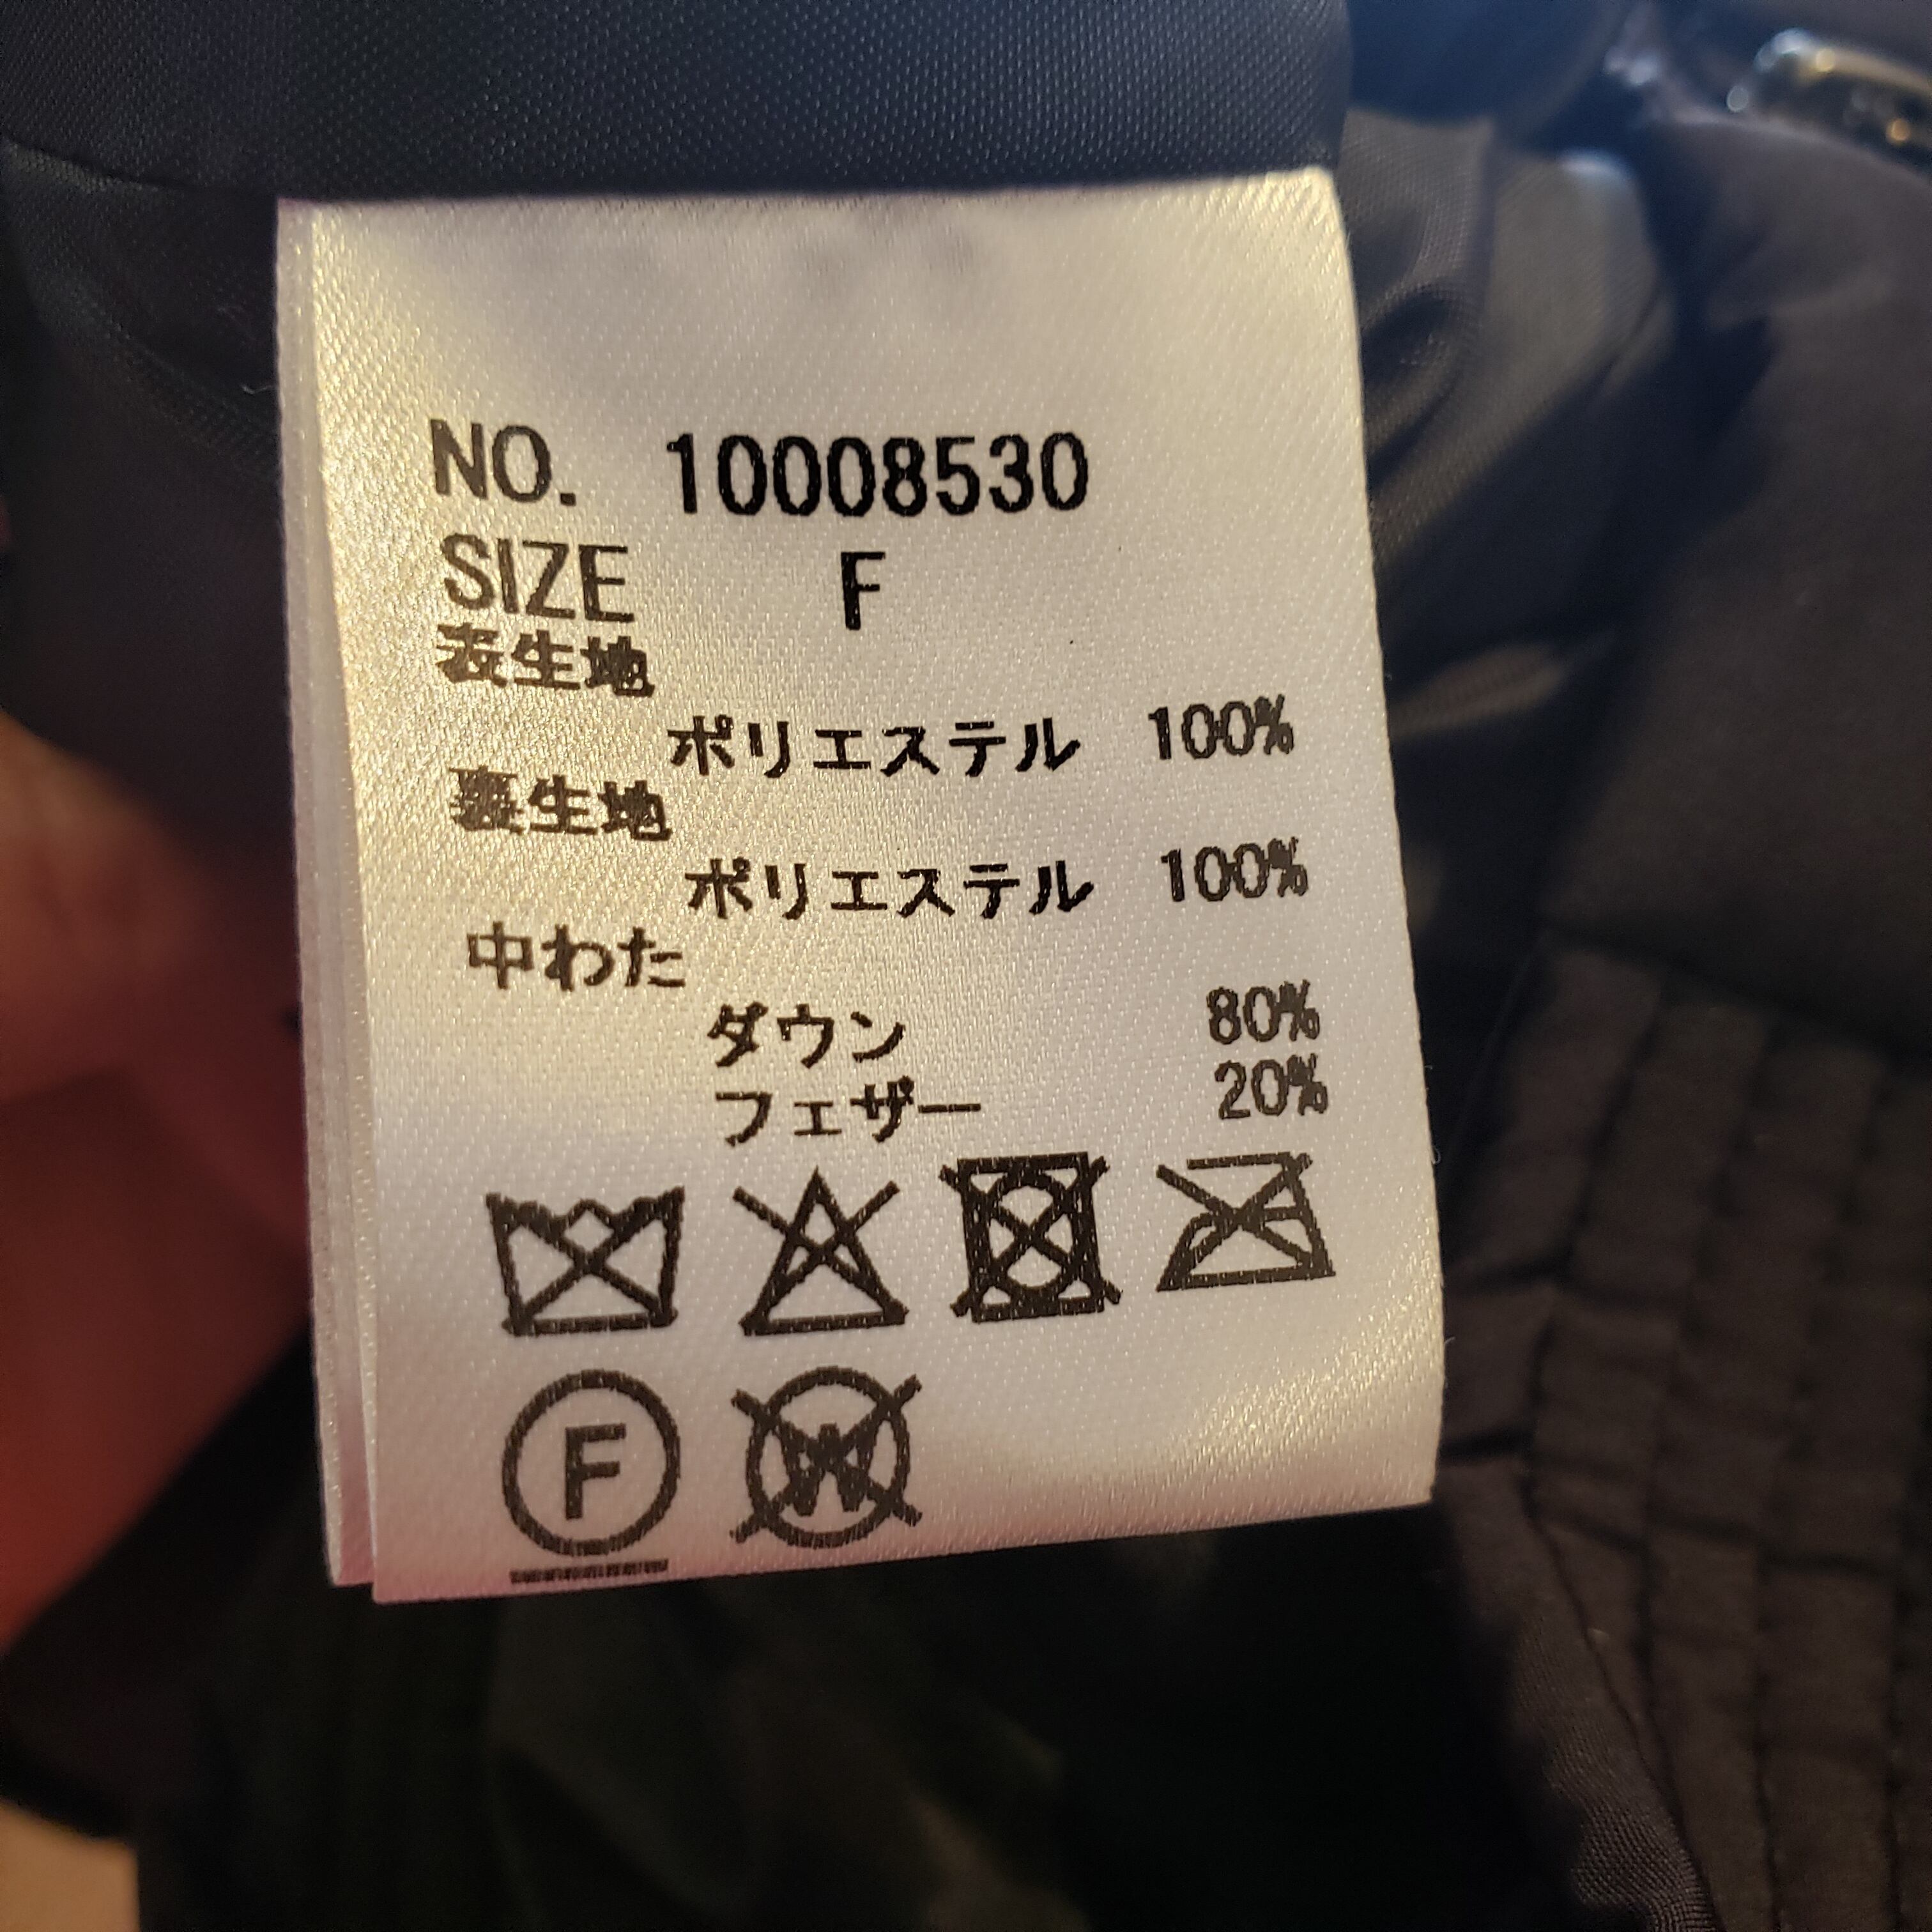 NO. 10008530
SIZE F
表生地
ポリエステル 100%
裏生地
ポリエステル 100%
中わた
ダウン 80%
フェザー 20%
F W